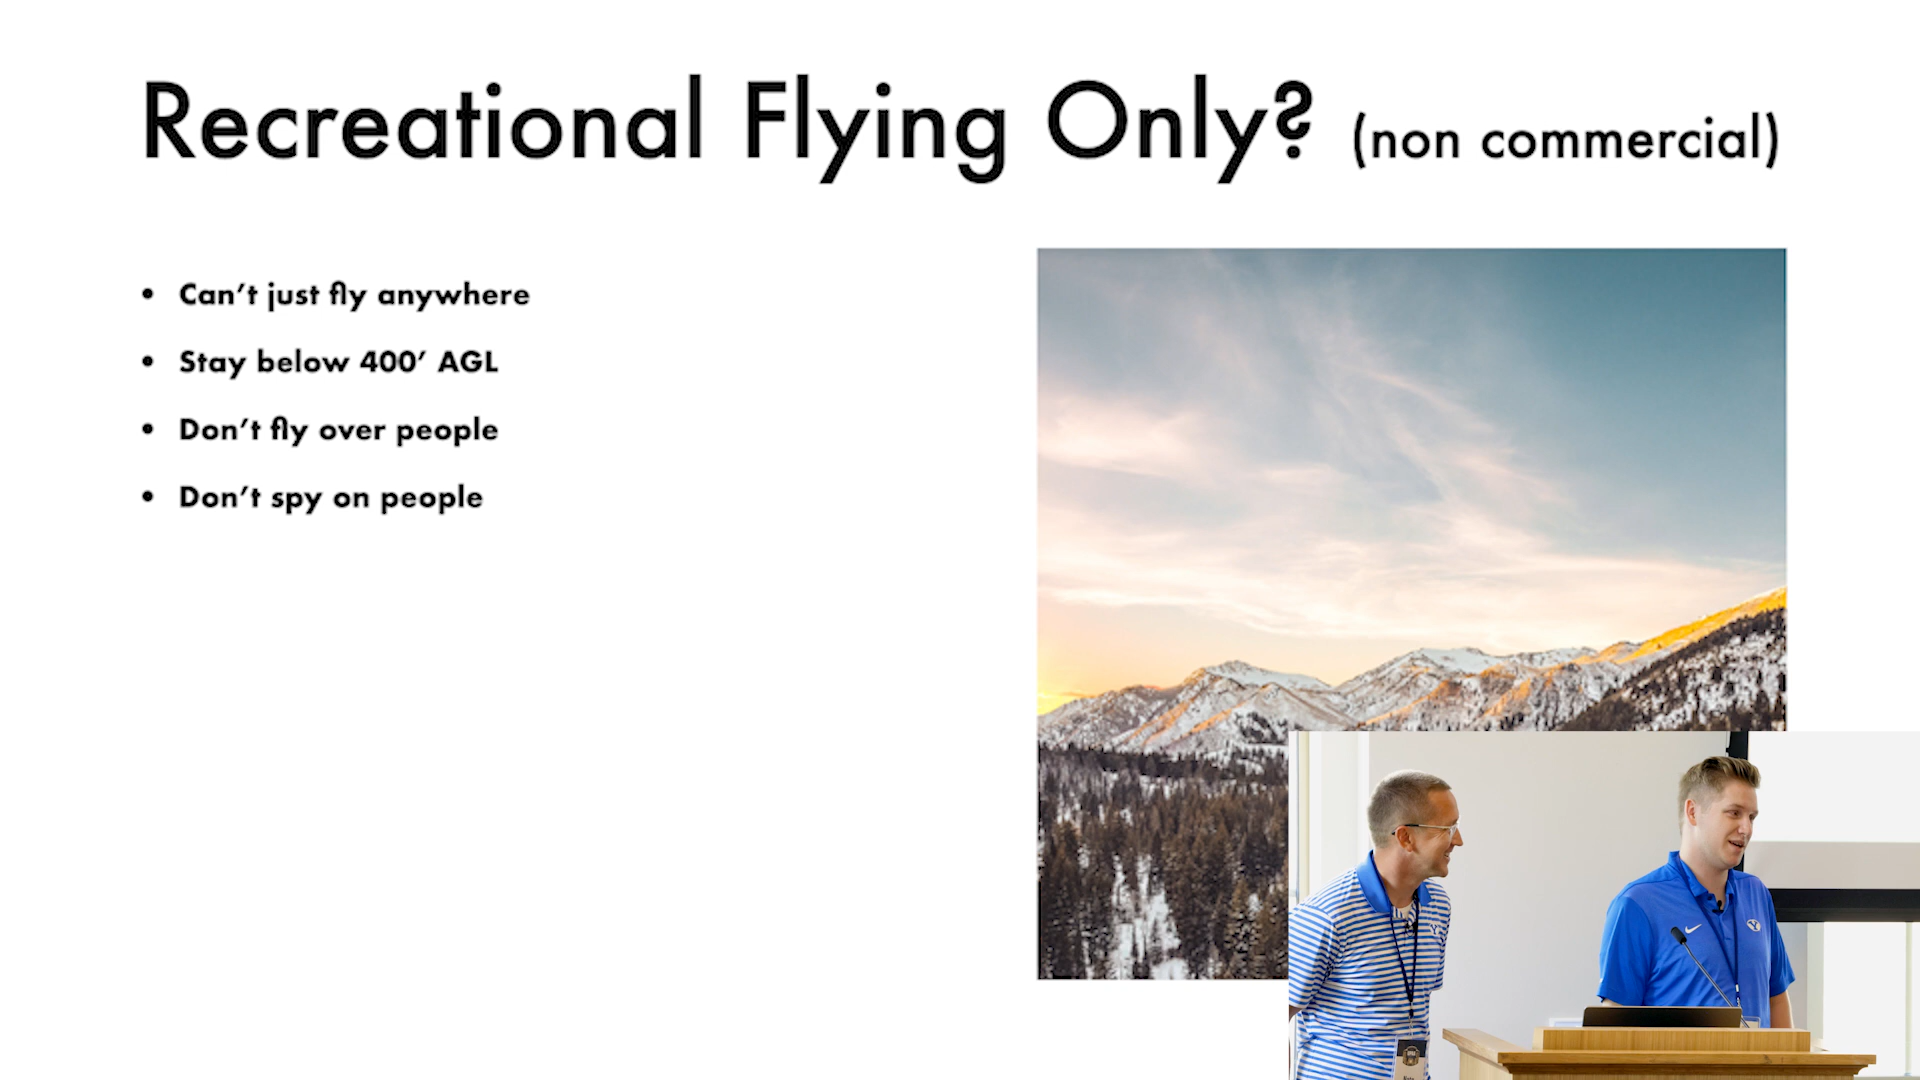 Recreational Flying Only? (non commercial)
• Can’t just fly anywhere
• Stay below 400’ AGL
• Don’t fly over people
• Don’t spy on people
Y
Y